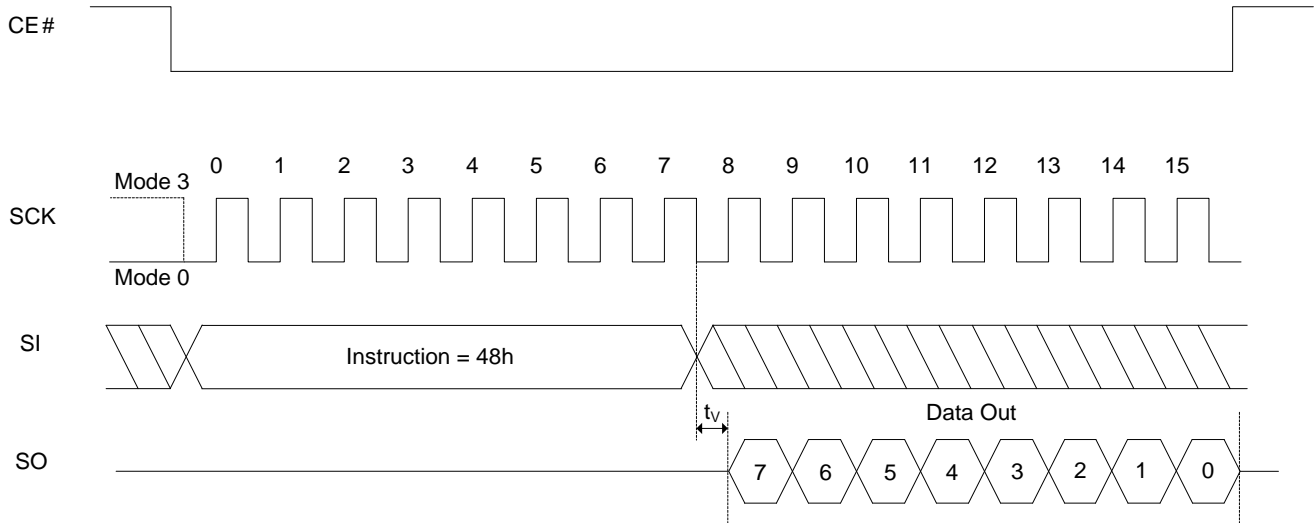 CE#
0 1 2 3 4 5 6 7 8 9 10 11 12 13 14 15
Mode 3
SCK
Mode 0
SI
Instruction = 48h
tV
Data Out
SO
7 6 5 4 3 2 1 0